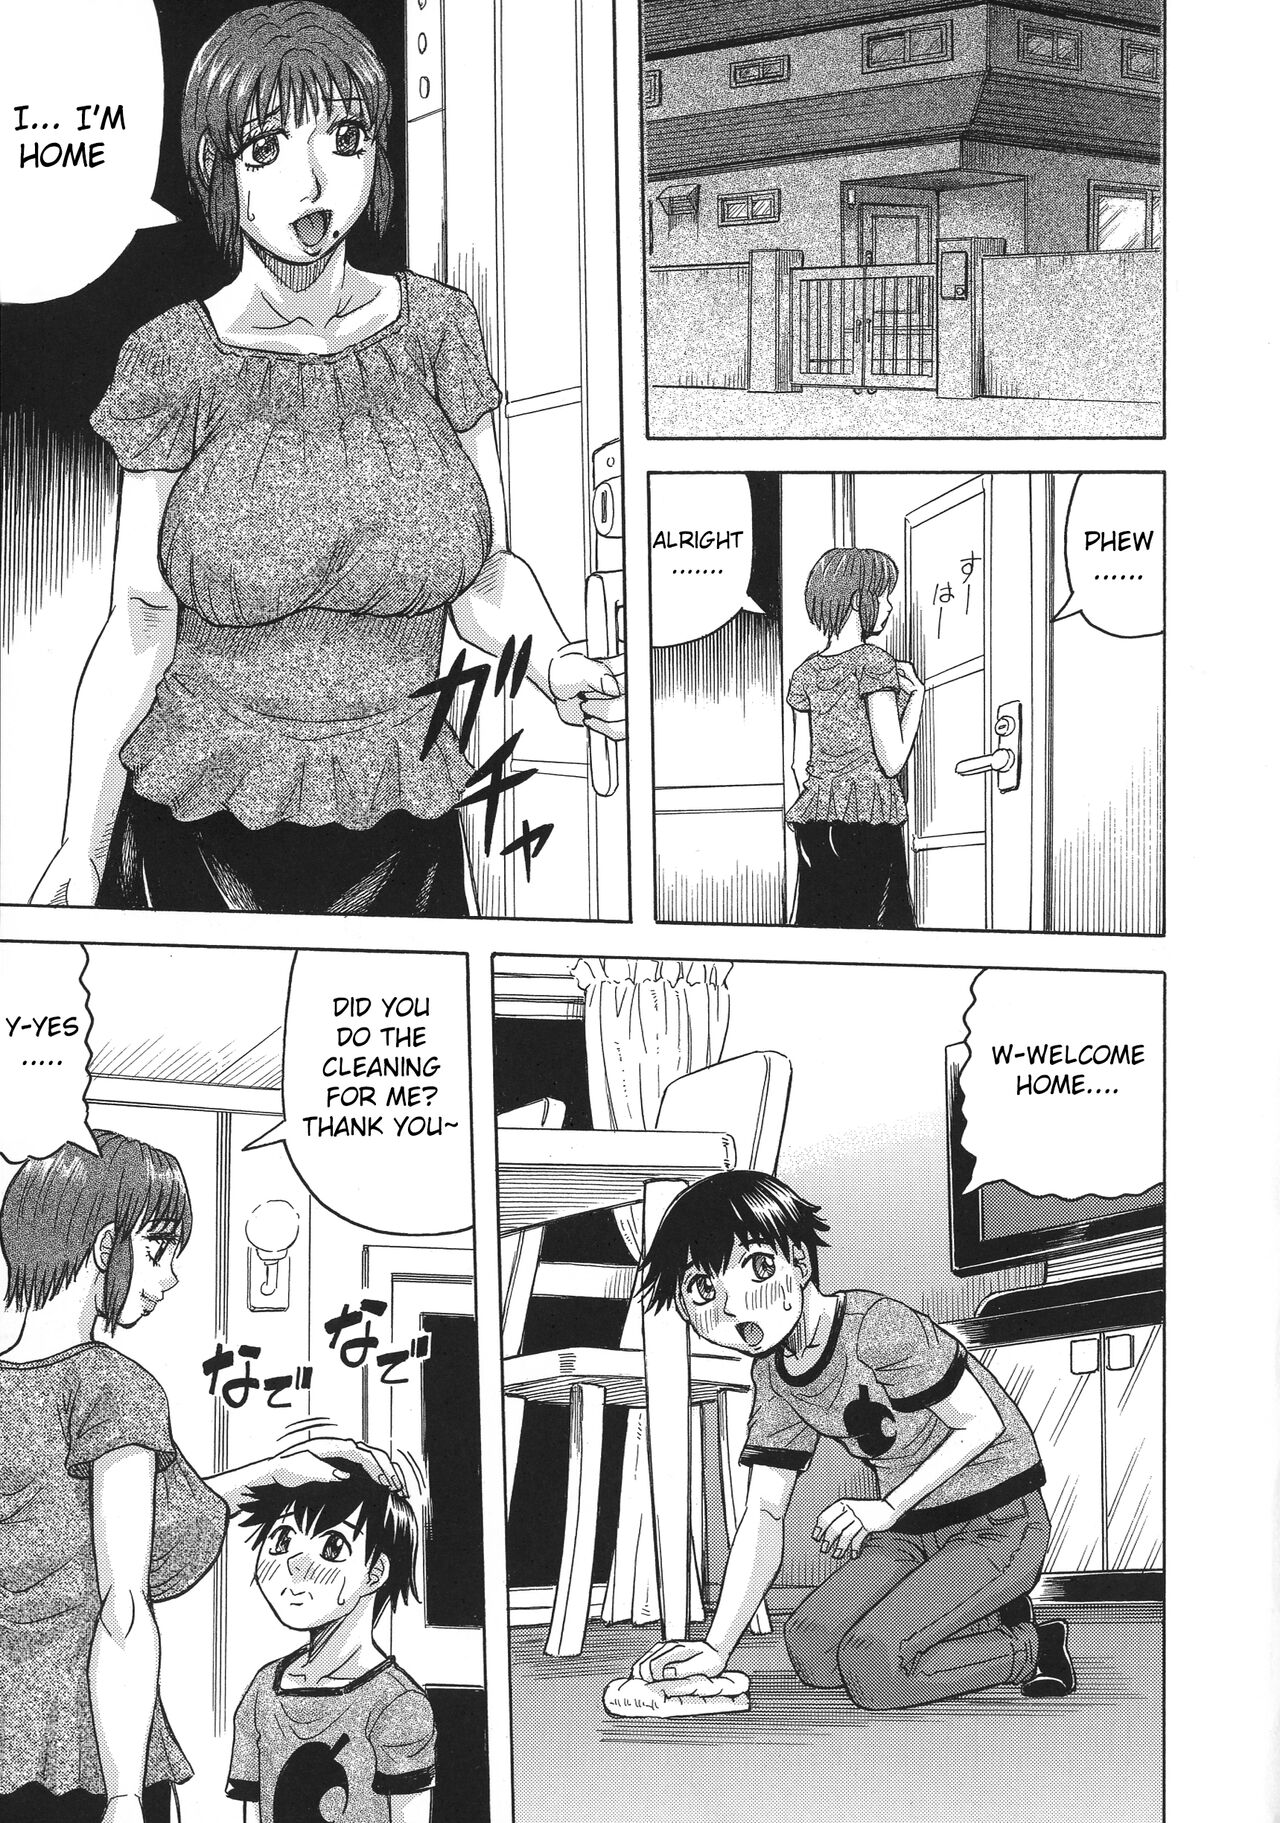 PHEW
......
すー
はー
ALRIGHT
.......
I... I'M
HOME
ガチャ
W-WELCOME
HOME....
DID YOU
DO THE
CLEANING
FOR ME?
THANK YOU~
なで
なで
Y-YES
.....